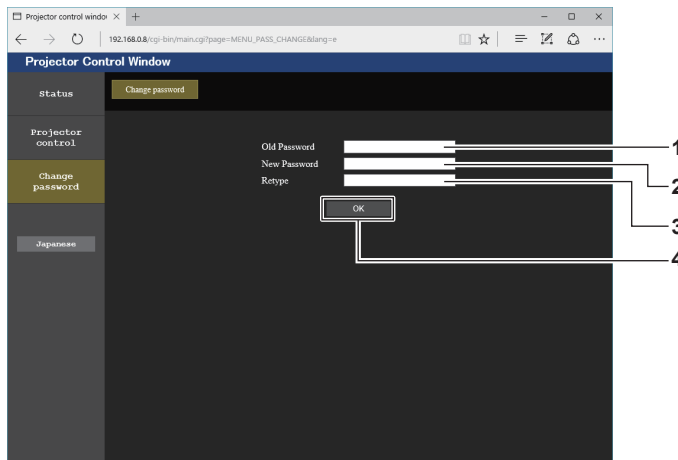 Projector control windo
192.168.0.8/cgi-bin/main.cgi?page=MENU_PASS_CHANGE&lang=e
Projector Control Window
Status
Change password
Projector
control
Change
password
Japanese
Old Password
New Password
Retype
OK
1
2
3
4